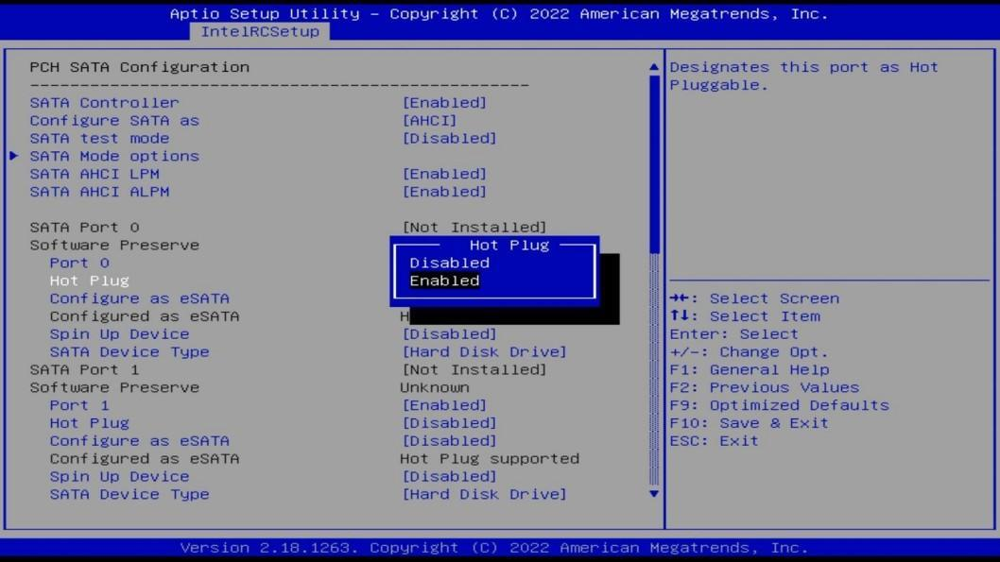 Aptio Setup Utility – Copyright (C) 2022 American Megatrends, Inc.
IntelRCSetup
PCH SATA Configuration
--------------------------------------------------
SATA Controller [Enabled]
Configure SATA as [AHCI]
SATA test mode [Disabled]
SATA Mode options
SATA AHCI LPM [Enabled]
SATA AHCI ALPM [Enabled]
SATA Port 0 [Not Installed]
Software Preserve
Port 0
Hot Plug
Configure as eSATA
Configured as eSATA H
Spin Up Device [Disabled]
SATA Device Type [Hard Disk Drive]
SATA Port 1 [Not Installed]
Software Preserve Unknown
Port 1 [Enabled]
Hot Plug [Disabled]
Configure as eSATA [Disabled]
Configured as eSATA Hot Plug supported
Spin Up Device [Disabled]
SATA Device Type [Hard Disk Drive]
Hot Plug
Disabled
Enabled
Designates this port as Hot
Pluggable.
→←: Select Screen
↑↓: Select Item
Enter: Select
+/-: Change Opt.
F1: General Help
F2: Previous Values
F9: Optimized Defaults
F10: Save & Exit
ESC: Exit
Version 2.18.1263. Copyright (C) 2022 American Megatrends, Inc.